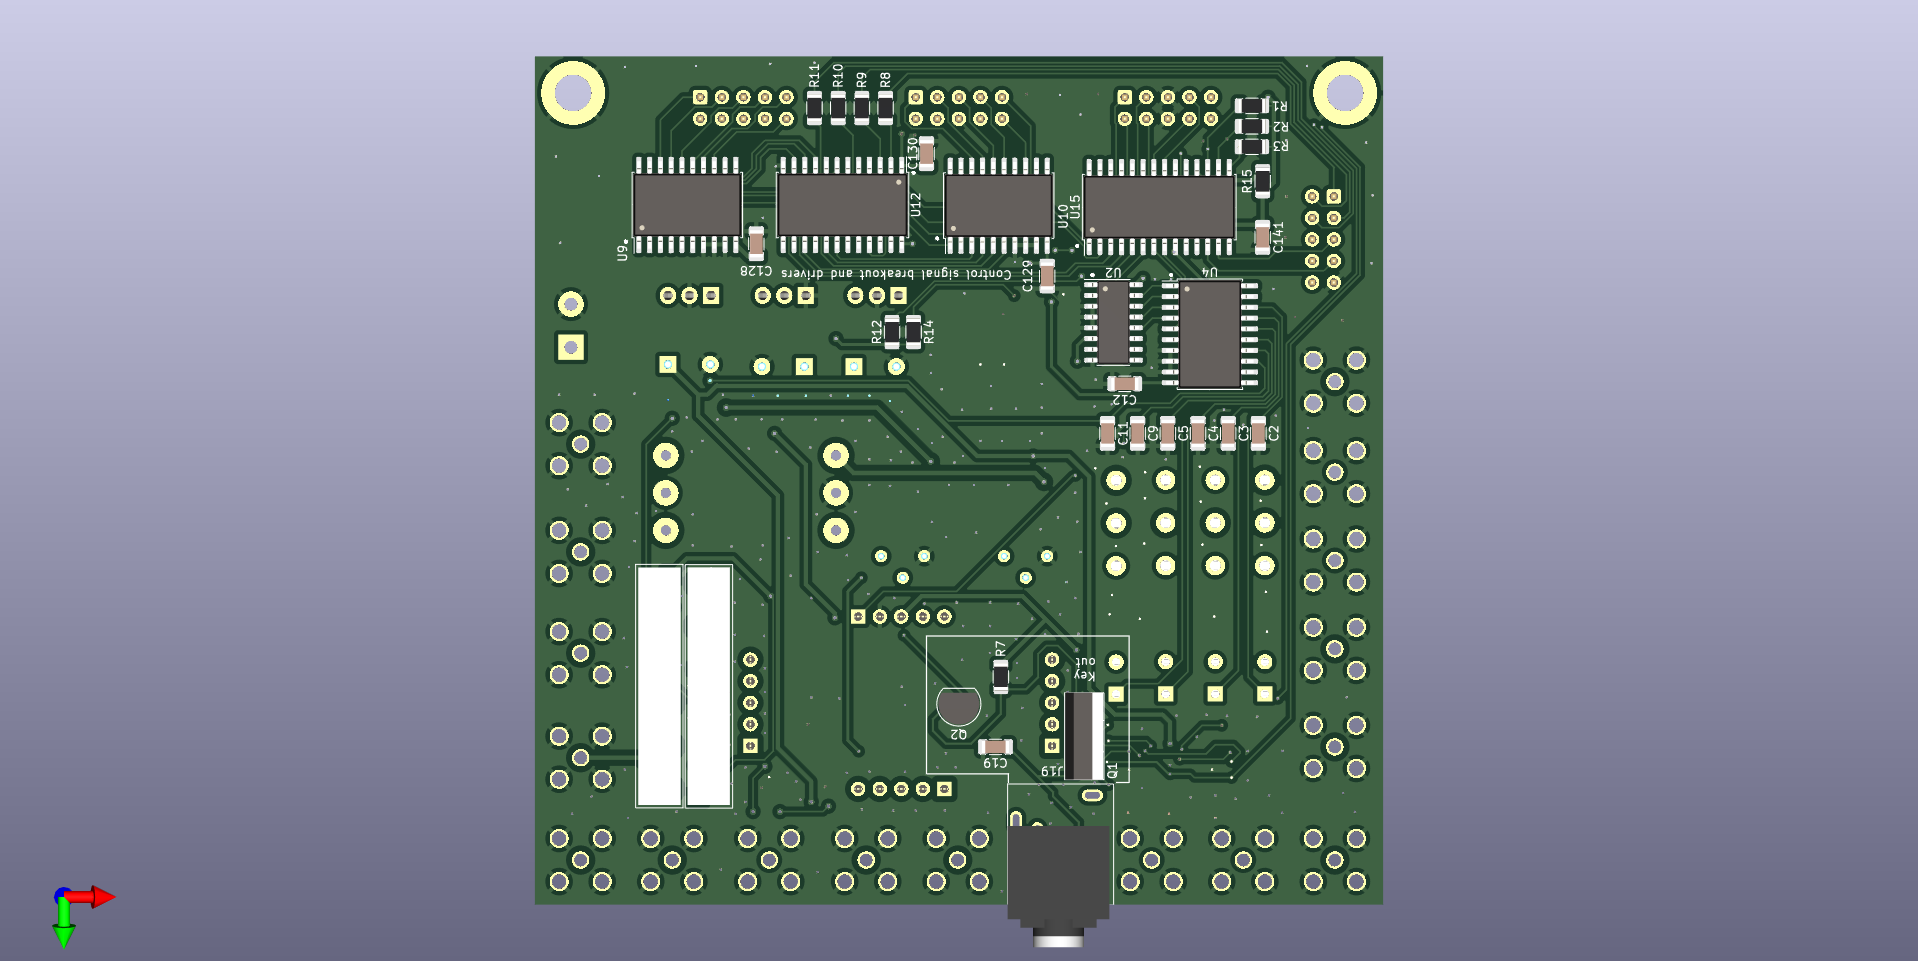 R11
R10
R9
R8
R1
R2
R3
C130
R15
U12
U10
U15
U9
C128
C141
Control signal breakout and drivers
C129
U2
U4
R12
R14
C12
C11
C9
C5
C4
C3
C2
R7
Key
out
Q2
C19
J19
Q1